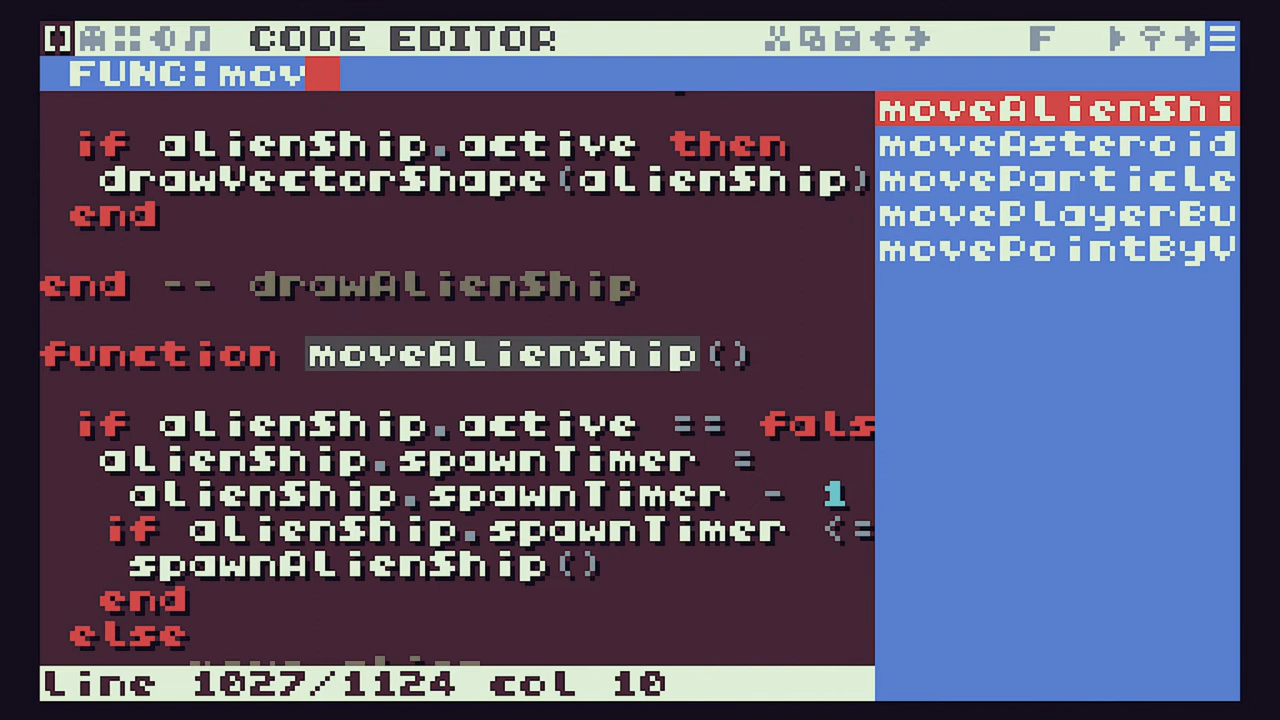 CODE EDITOR F
FUNC:mov
if alienShip.active then
drawVectorShape(alienShip)
end
end -- drawAlienShip
function moveAlienShip()
if alienShip.active == fals
alienShip.spawnTimer =
alienShip.spawnTimer - 1
if alienShip.spawnTimer <=
spawnAlienShip()
end
else
line 1027/1124 col 10
moveAlienShi
moveAsteroid
moveParticle
movePlayerBu
movePointByV